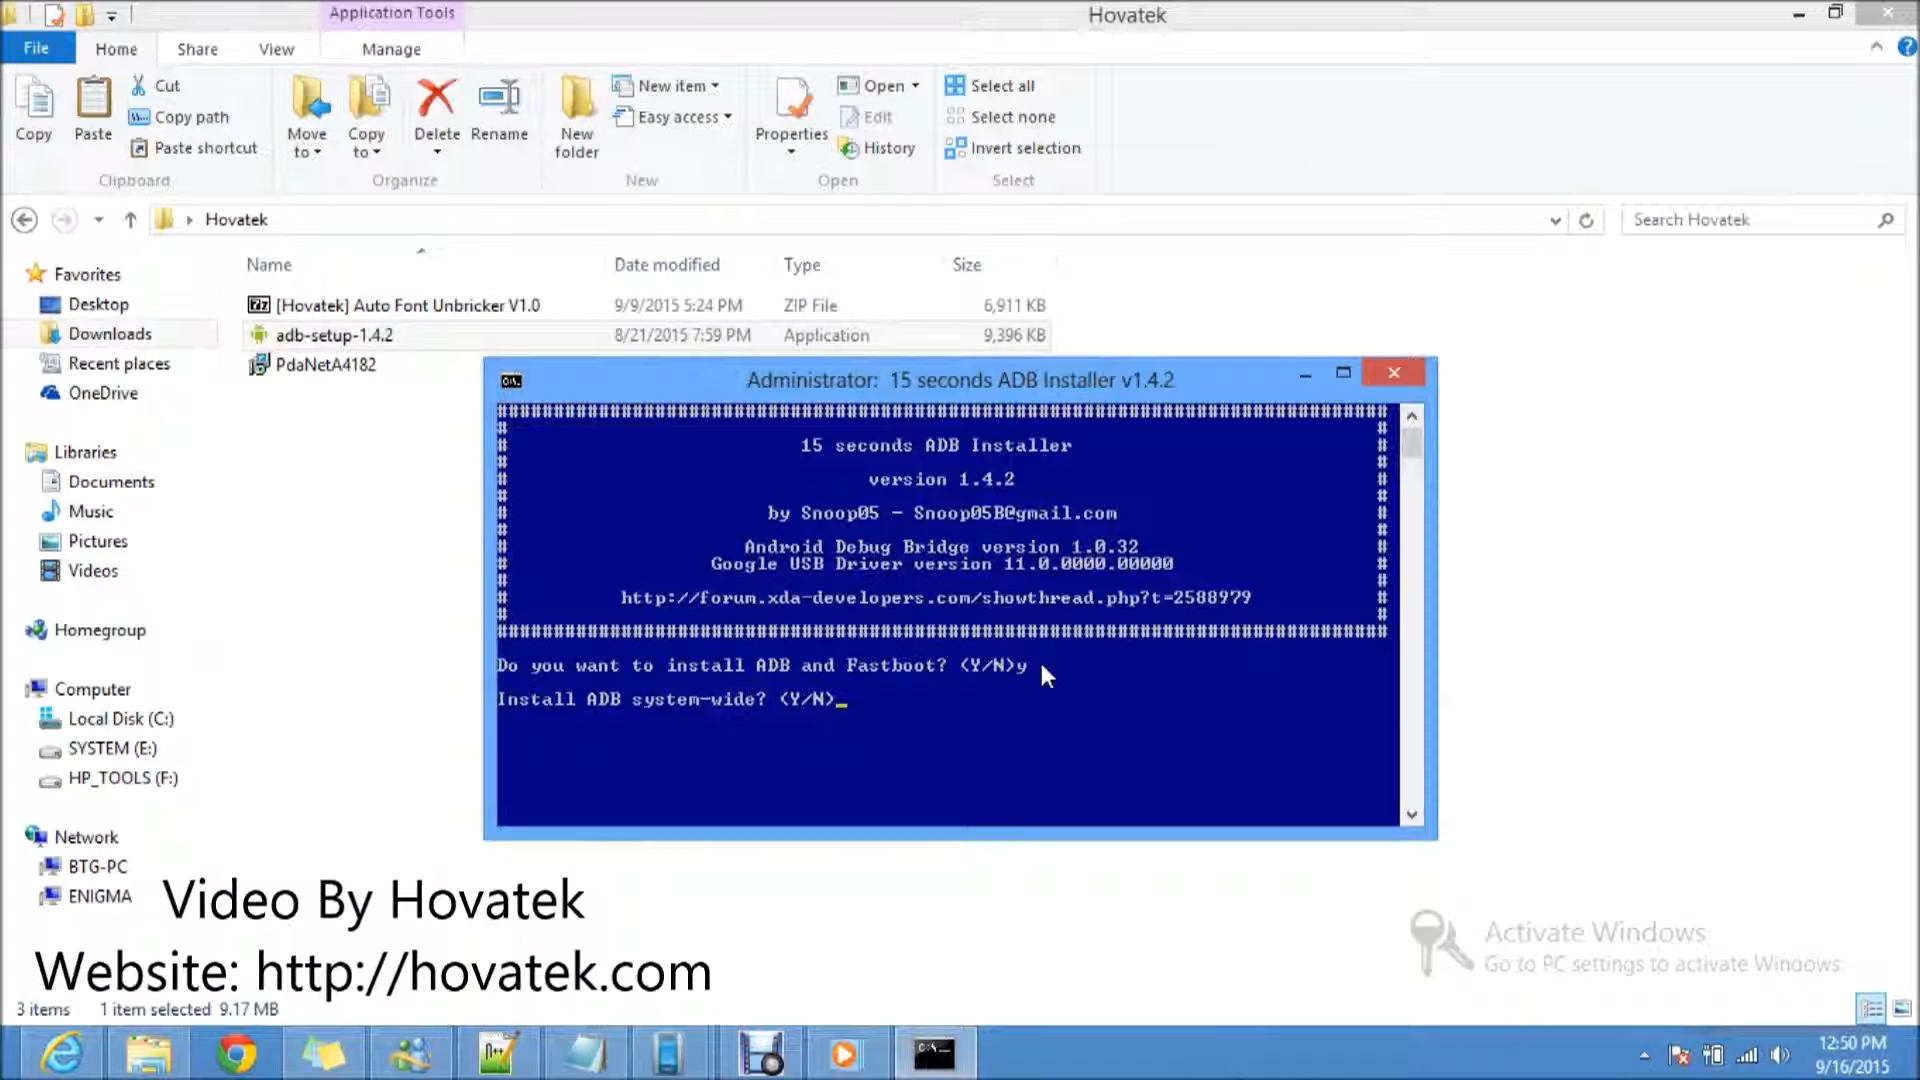 Application Tools
Hovatek
File
Home
Share
View
Manage
Copy
Paste
Cut
Copy path
Paste shortcut
Clipboard
Move to
Copy to
Delete
Rename
Organize
New folder
New item
Easy access
New
Properties
Open
Edit
History
Open
Select all
Select none
Invert selection
Select
Hovatek
Search Hovatek
Name
Date modified
Type
Size
[Hovatek] Auto Font Unbricker V1.0 9/9/2015 5:24 PM ZIP File 6,911 KB
adb-setup-1.4.2 8/21/2015 7:59 PM Application 9,396 KB
PdaNetA4182
Favorites
Desktop
Downloads
Recent places
OneDrive
Libraries
Documents
Music
Pictures
Videos
Homegroup
Computer
Local Disk (C:)
SYSTEM (E:)
HP_TOOLS (F:)
Network
BTG-PC
ENIGMA
Administrator: 15 seconds ADB Installer v1.4.2
15 seconds ADB Installer
version 1.4.2
by Snoop05 - Snoop05B@gmail.com
Android Debug Bridge version 1.0.32
Google USB Driver version 11.0.0000.00000
http://forum.xda-developers.com/showthread.php?t=2588979
Do you want to install ADB and Fastboot? (Y/N)y
Install ADB system-wide? (Y/N)_
Video By Hovatek
Website: http://hovatek.com
Activate Windows
Go to PC settings to activate Windows.
3 items 1 item selected 9.17 MB
12:50 PM
9/16/2015